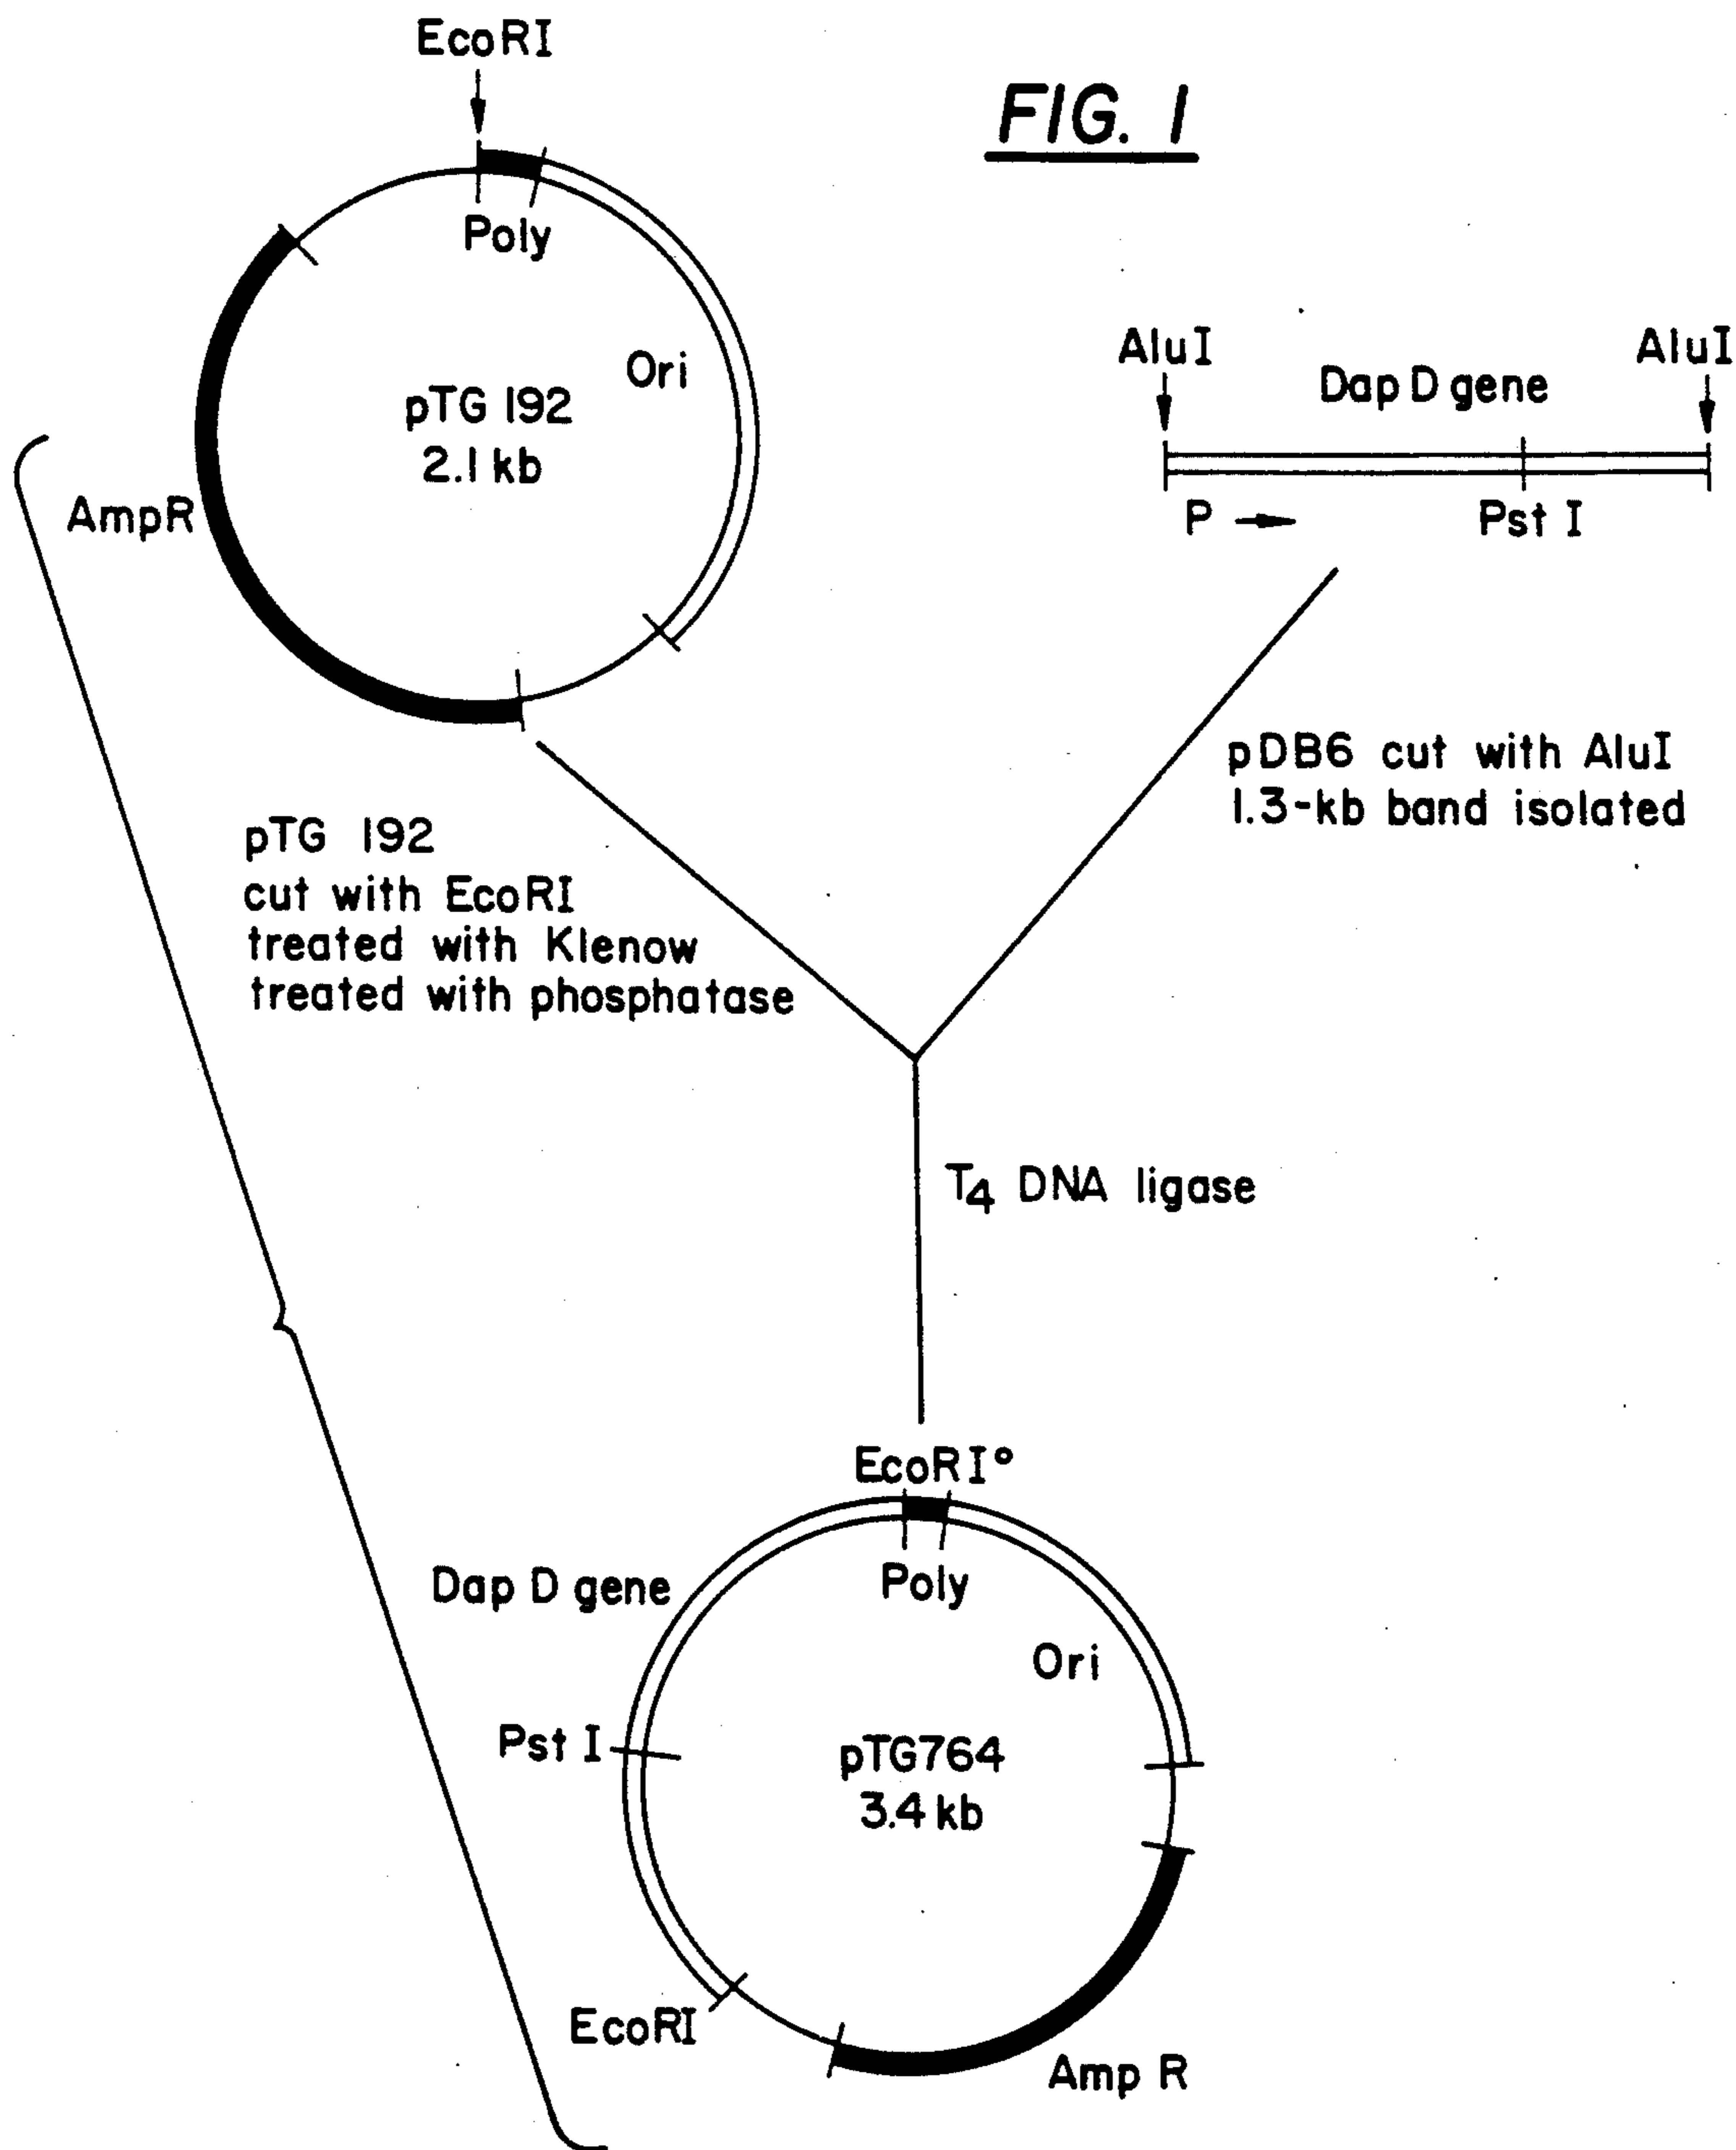 FIG. 1
EcoRI
Poly
Ori
pTG 192
2.1 kb
AmpR
AluI
AluI
Dap D gene
P
Pst I
pTG 192
cut with EcoRI
treated with Klenow
treated with phosphatase
pDB6 cut with AluI
1.3-kb band isolated
T4 DNA ligase
EcoRI°
Poly
Dap D gene
Ori
Pst I
pTG764
3.4 kb
EcoRI
Amp R